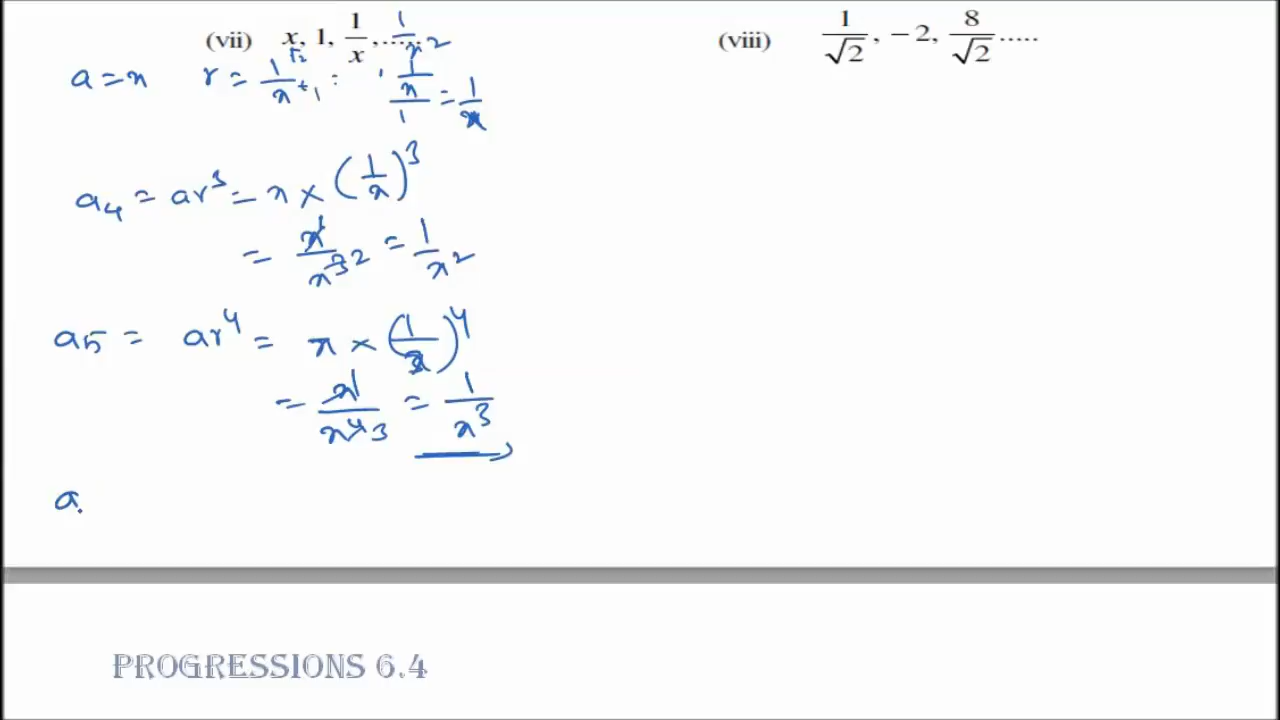 (vii) x, 1, 1/x, ..... 1/x²
(viii) 1/√2, −2, 8/√2 .....
a = x r = 1/x = (1/x)/1 = 1/x
a₄ = ar³ = x × (1/x)³
= x/x³ = 1/x²
a₅ = ar⁴ = x × (1/x)⁴
= x/x⁴ = 1/x³
a
PROGRESSIONS 6.4